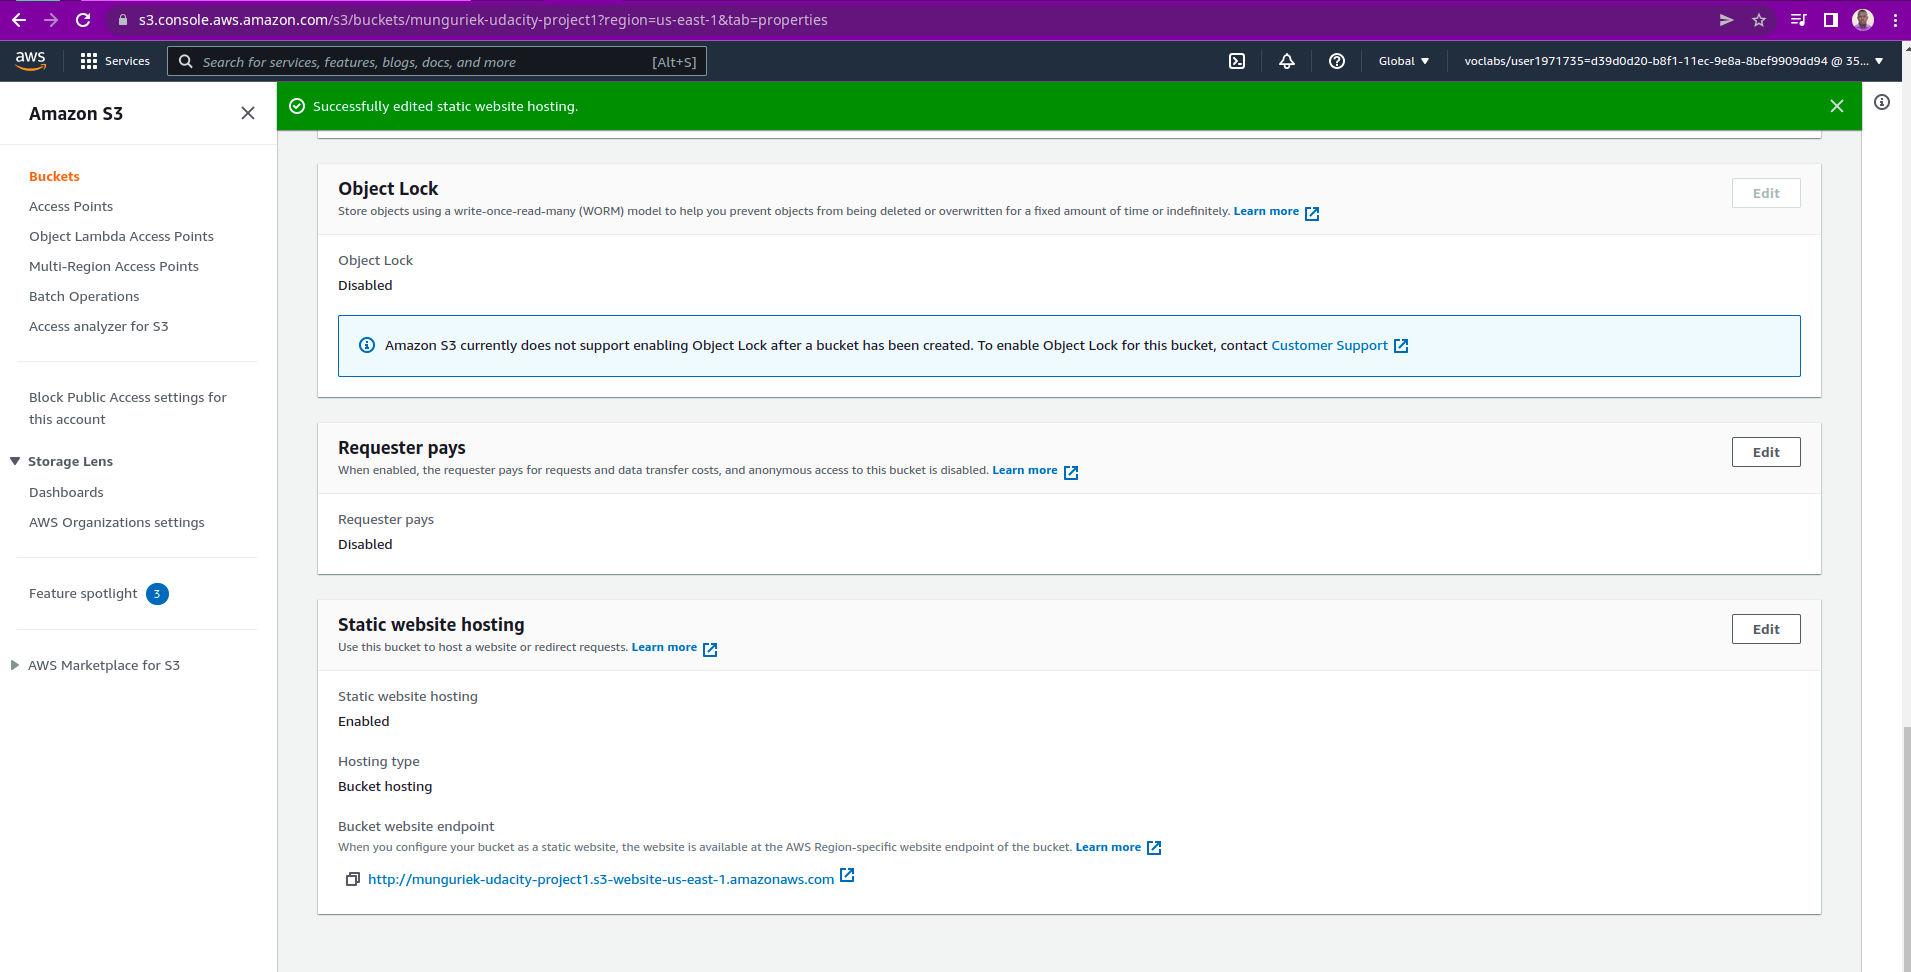 s3.console.aws.amazon.com/s3/buckets/munguriek-udacity-project1?region=us-east-1&tab=properties
aws
Services
Search for services, features, blogs, docs, and more
[Alt+S]
Global
voclabs/user1971735=d39d0d20-b8f1-11ec-9e8a-8bef9909dd94 @ 35...
Amazon S3
Buckets
Access Points
Object Lambda Access Points
Multi-Region Access Points
Batch Operations
Access analyzer for S3
Block Public Access settings for
this account
Storage Lens
Dashboards
AWS Organizations settings
Feature spotlight 3
AWS Marketplace for S3
Successfully edited static website hosting.
Object Lock
Edit
Store objects using a write-once-read-many (WORM) model to help you prevent objects from being deleted or overwritten for a fixed amount of time or indefinitely. Learn more
Object Lock
Disabled
Amazon S3 currently does not support enabling Object Lock after a bucket has been created. To enable Object Lock for this bucket, contact Customer Support
Requester pays
Edit
When enabled, the requester pays for requests and data transfer costs, and anonymous access to this bucket is disabled. Learn more
Requester pays
Disabled
Static website hosting
Edit
Use this bucket to host a website or redirect requests. Learn more
Static website hosting
Enabled
Hosting type
Bucket hosting
Bucket website endpoint
When you configure your bucket as a static website, the website is available at the AWS Region-specific website endpoint of the bucket. Learn more
http://munguriek-udacity-project1.s3-website-us-east-1.amazonaws.com